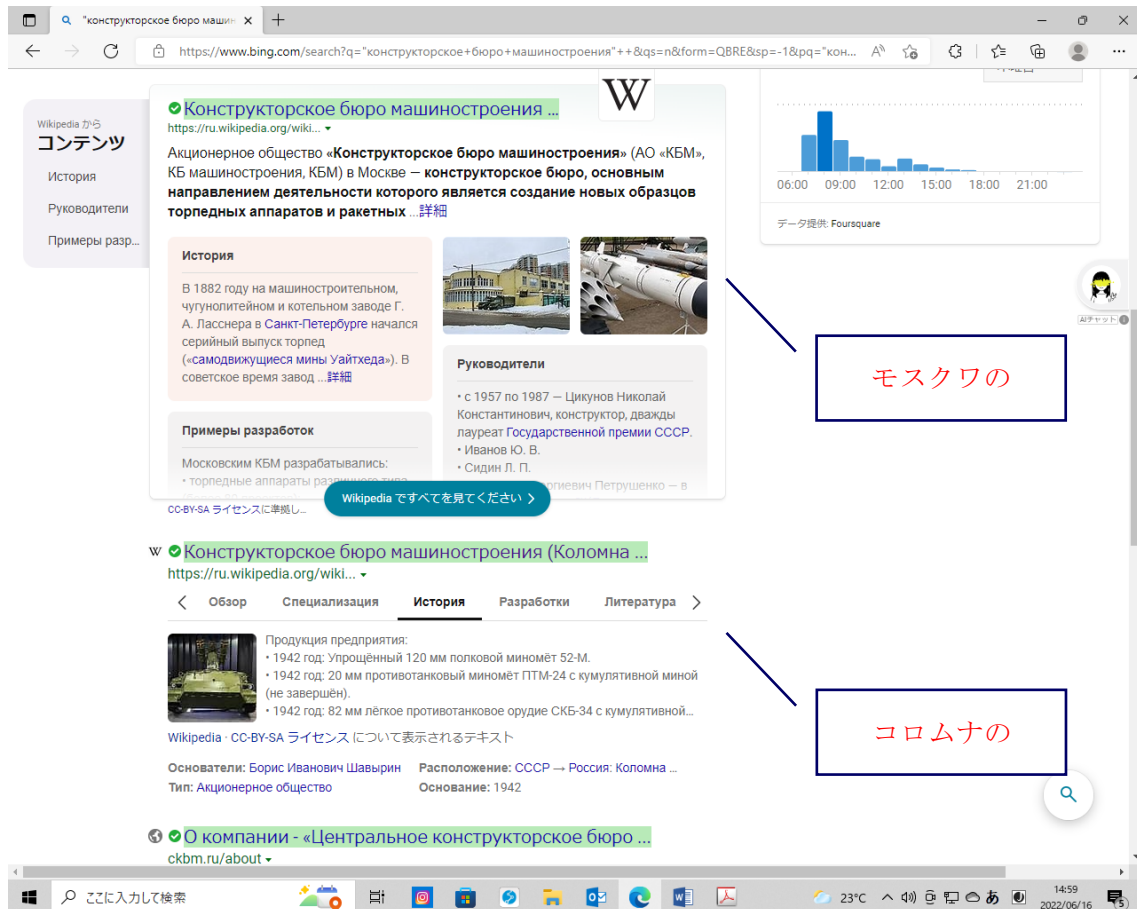 "конструкторское бюро машин
https://www.bing.com/search?q="конструкторское+бюро+машиностроения"++&qs=n&form=QBRE&sp=-1&pq="кон...
Wikipedia から
コンテンツ
История
Руководители
Примеры разр...
Конструкторское бюро машиностроения ...
https://ru.wikipedia.org/wiki...
W
Акционерное общество «Конструкторское бюро машиностроения» (АО «КБМ»,
КБ машиностроения, КБМ) в Москве — конструкторское бюро, основным
направлением деятельности которого является создание новых образцов
торпедных аппаратов и ракетных ...詳細
История
В 1882 году на машиностроительном,
чугунолитейном и котельном заводе Г.
А. Лесснера в Санкт-Петербурге начался
серийный выпуск торпед
(«самодвижущиеся мины Уайтхеда»). В
советское время завод ...詳細
Примеры разработок
Московским КБМ разрабатывались:
• торпедные аппараты различного типа
Руководители
• с 1957 по 1987 — Цикунов Николай
Константинович, конструктор, дважды
лауреат Государственной премии СССР.
• Иванов Ю. В.
• Сидин Л. П.
Петрушенко — в
Wikipedia ですべてを見てください
CC-BY-SA ライセンスに準拠し...
06:00 09:00 12:00 15:00 18:00 21:00
データ提供: Foursquare
AIチャット
モスクワの
W
Конструкторское бюро машиностроения (Коломна ...
https://ru.wikipedia.org/wiki...
Обзор Специализация История Разработки Литература
Продукция предприятия:
• 1942 год: Упрощённый 120 мм полковой миномёт 52-М.
• 1942 год: 20 мм противотанковый миномёт ПТМ-24 с кумулятивной миной
(не завершён).
• 1942 год: 82 мм лёгкое противотанковое орудие СКБ-34 с кумулятивной...
Wikipedia · CC-BY-SA ライセンス について表示されるテキスト
Основатели: Борис Иванович Шавырин Расположение: СССР → Россия: Коломна ...
Тип: Акционерное общество Основание: 1942
コロムナの
О компании - «Центральное конструкторское бюро ...
ckbm.ru/about
ここに入力して検索
23°C
あ
14:59
2022/06/16
5